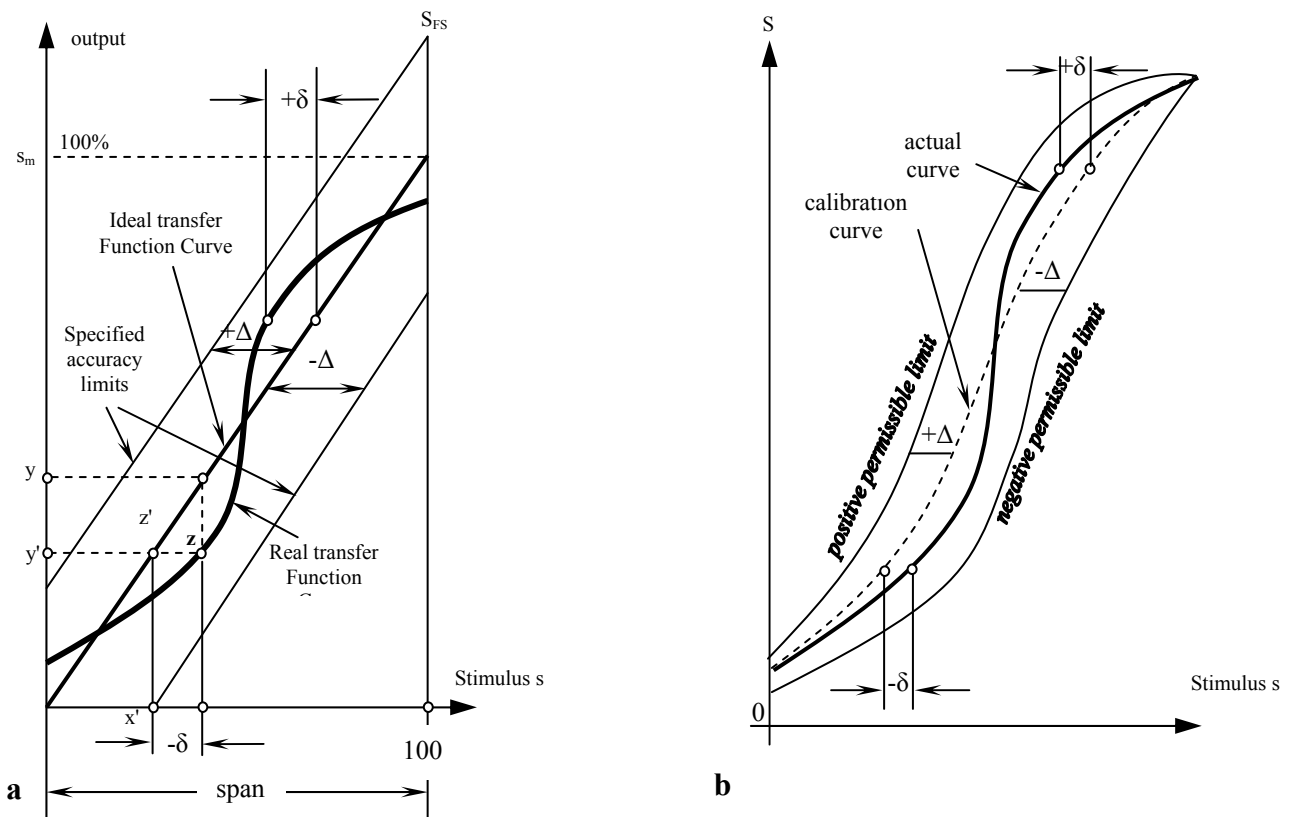 output
S_FS
+δ
100%
s_m
Ideal transfer
Function Curve
Specified
accuracy
limits
+Δ
-Δ
y
z'
y'
z
Real transfer
Function
Stimulus s
x'
-δ
100
span
a
S
+δ
actual
curve
calibration
curve
-Δ
+Δ
positive permissible limit
negative permissible limit
-δ
Stimulus s
0
b